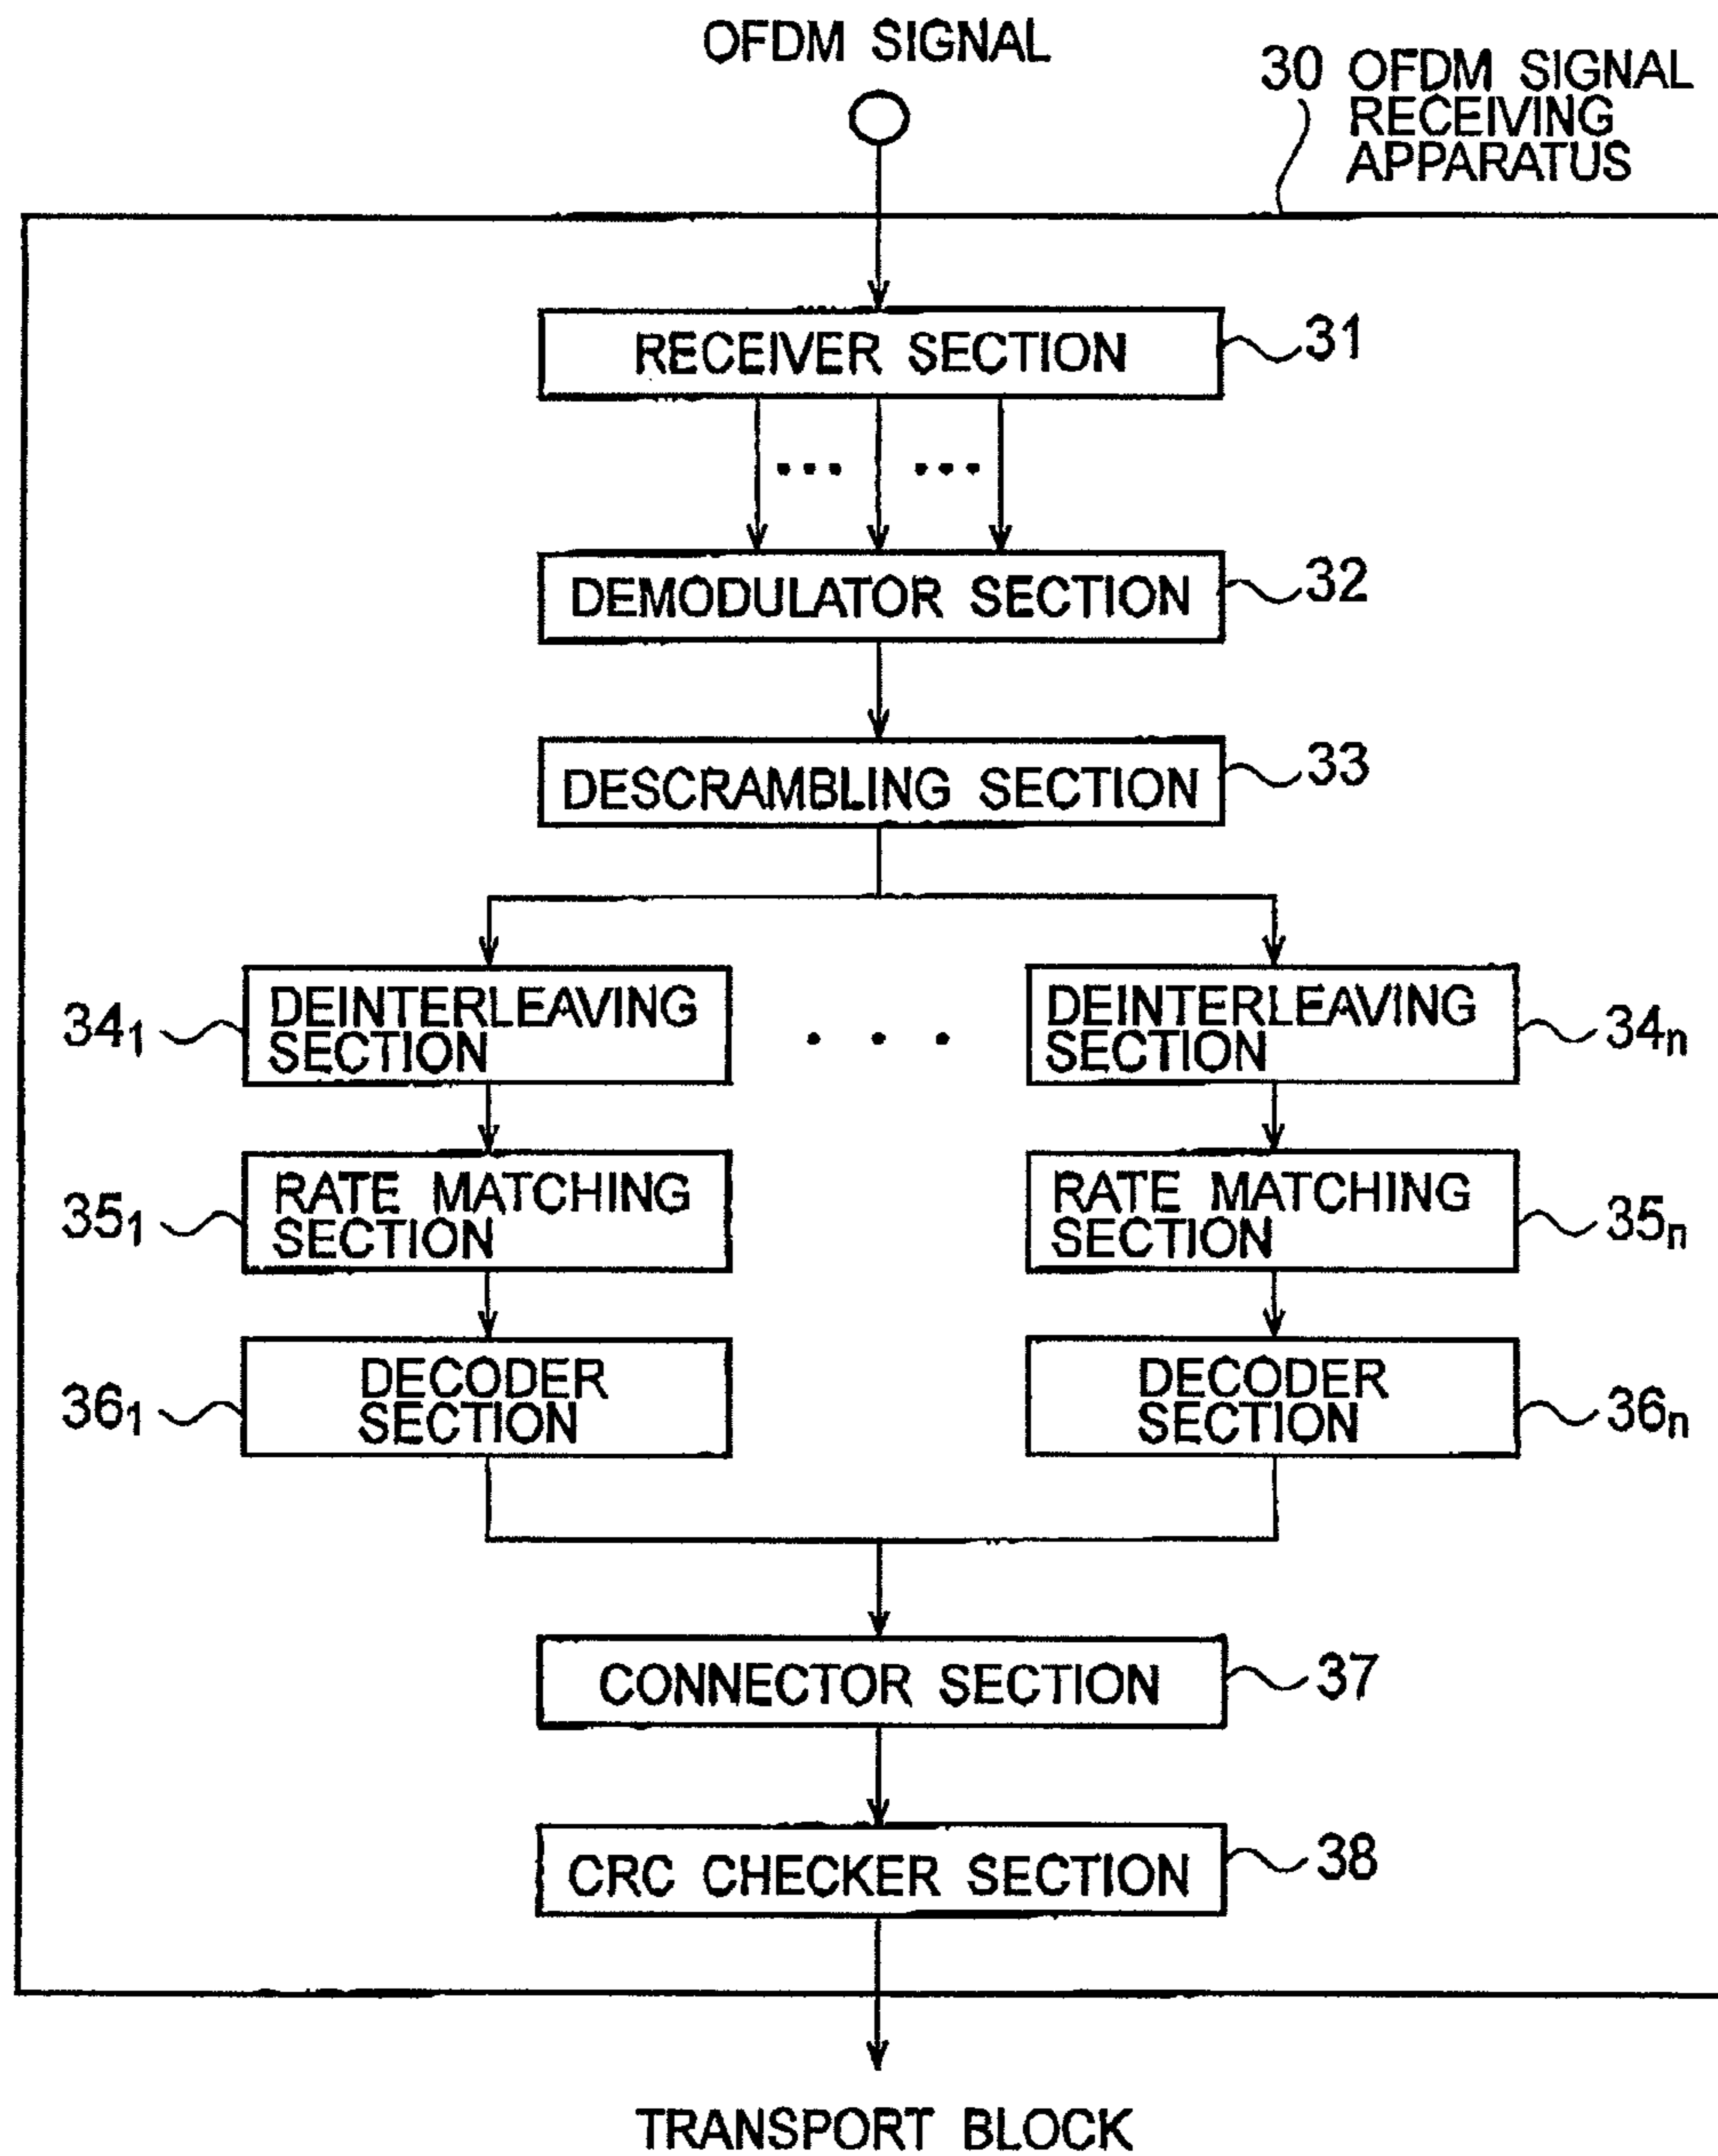 OFDM SIGNAL
30 OFDM SIGNAL
RECEIVING
APPARATUS
RECEIVER SECTION
31
... ...
DEMODULATOR SECTION
32
DESCRAMBLING SECTION
33
34₁
DEINTERLEAVING
SECTION
. . .
DEINTERLEAVING
SECTION
34ₙ
35₁
RATE MATCHING
SECTION
RATE MATCHING
SECTION
35ₙ
36₁
DECODER
SECTION
DECODER
SECTION
36ₙ
CONNECTOR SECTION
37
CRC CHECKER SECTION
38
TRANSPORT BLOCK